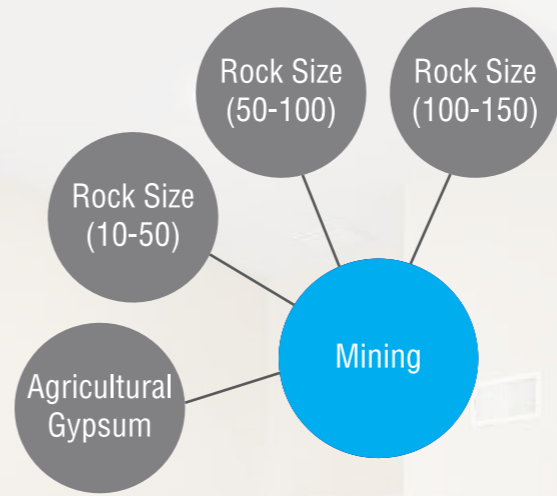 Rock Size
(50-100)
Rock Size
(100-150)
Rock Size
(10-50)
Mining
Agricultural
Gypsum